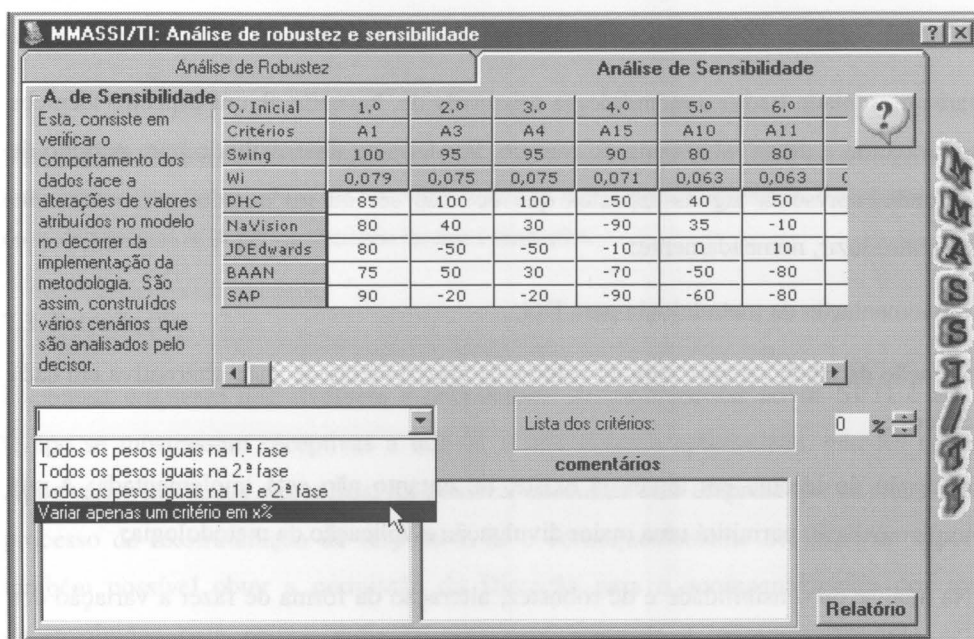 MMASSI/TI: Análise de robustez e sensibilidade
Análise de Robustez
Análise de Sensibilidade
A. de Sensibilidade
Esta, consiste em
verificar o
comportamento dos
dados face a
alterações de valores
atribuídos no modelo
no decorrer da
implementação da
metodologia. São
assim, construídos
vários cenários que
são analisados pelo
decisor.
O. Inicial 1.º 2.º 3.º 4.º 5.º 6.º
Critérios A1 A3 A4 A15 A10 A11
Swing 100 95 95 90 80 80
Wi 0,079 0,075 0,075 0,071 0,063 0,063
PHC 85 100 100 -50 40 50
NaVision 80 40 30 -90 35 -10
JDEdwards 80 -50 -50 -10 0 10
BAAN 75 50 30 -70 -50 -80
SAP 90 -20 -20 -90 -60 -80
?
MMASSI/TI
Lista dos critérios:
0 %
Todos os pesos iguais na 1.ª fase
Todos os pesos iguais na 2.ª fase
Todos os pesos iguais na 1.ª e 2.ª fase
Variar apenas um critério em x%
comentários
Relatório